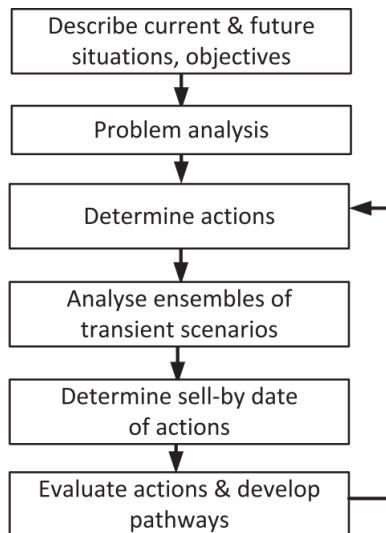 Describe current & future
situations, objectives
Problem analysis
Determine actions
Analyse ensembles of
transient scenarios
Determine sell-by date
of actions
Evaluate actions & develop
pathways